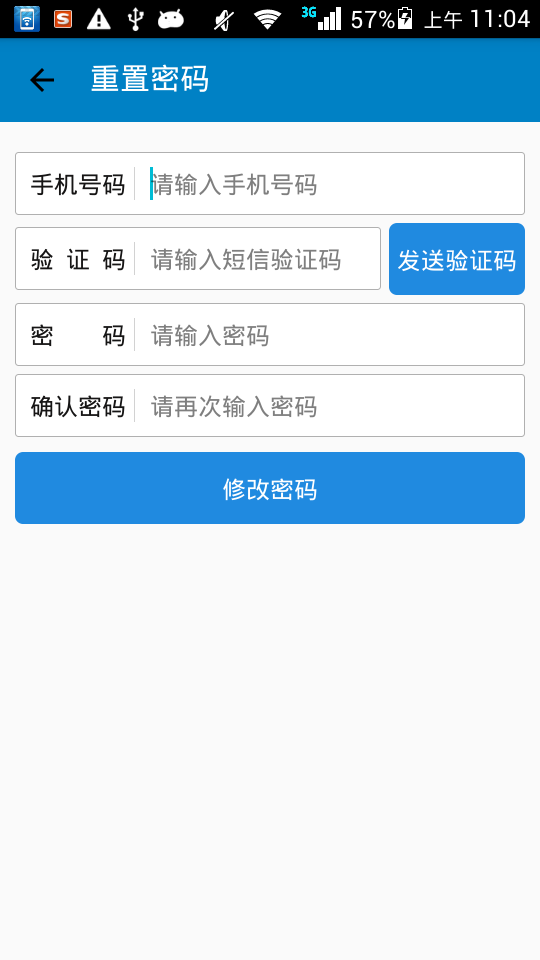 3G 57% 上午 11:04
重置密码
手机号码 请输入手机号码
验 证 码 请输入短信验证码 发送验证码
密 码 请输入密码
确认密码 请再次输入密码
修改密码